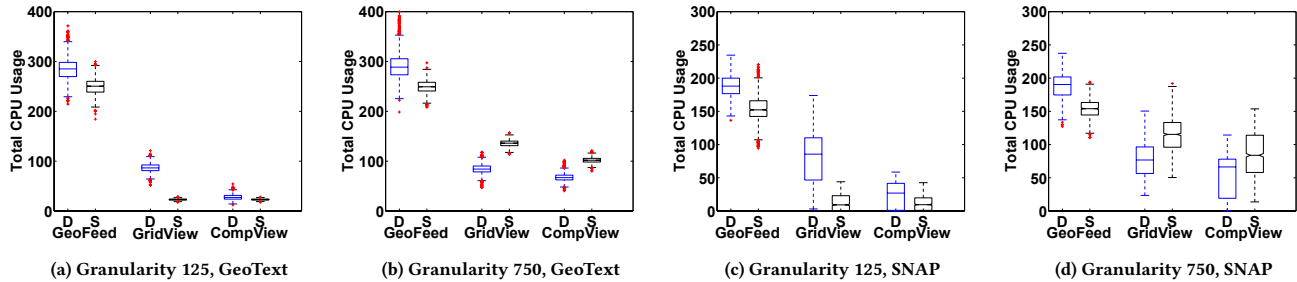 Total CPU Usage
400
300
200
100
0
D S D S D S
GeoFeed GridView CompView
(a) Granularity 125, GeoText
Total CPU Usage
400
300
200
100
0
D S D S D S
GeoFeed GridView CompView
(b) Granularity 750, GeoText
Total CPU Usage
300
250
200
150
100
50
0
D S D S D S
GeoFeed GridView CompView
(c) Granularity 125, SNAP
Total CPU Usage
300
250
200
150
100
50
0
D S D S D S
GeoFeed GridView CompView
(d) Granularity 750, SNAP